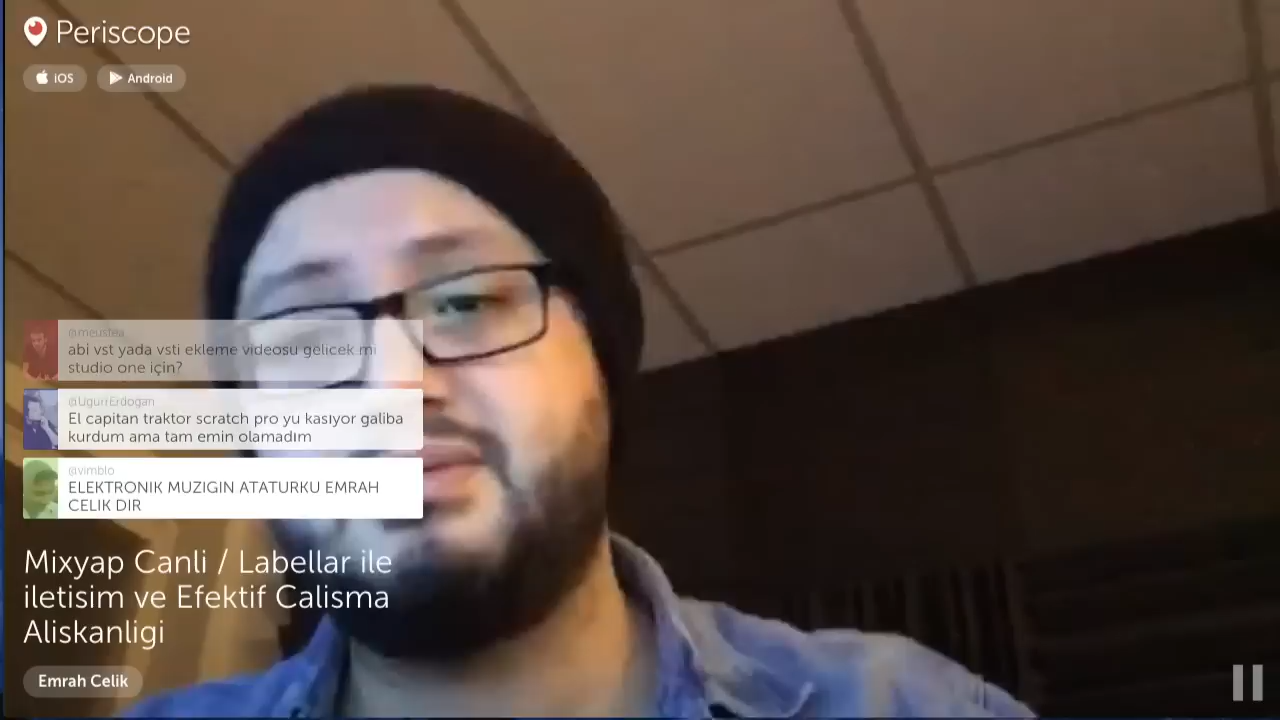 Periscope
iOS
Android
@meustea
abi vst yada vsti ekleme videosu gelicek mi
studio one için?
@UgurrErdogan
El capitan traktor scratch pro yu kasıyor galiba
kurdum ama tam emin olamadım
@vimblo
ELEKTRONIK MUZIGIN ATATURKU EMRAH
CELIK DIR
Mixyap Canli / Labellar ile
iletisim ve Efektif Calisma
Aliskanligi
Emrah Celik